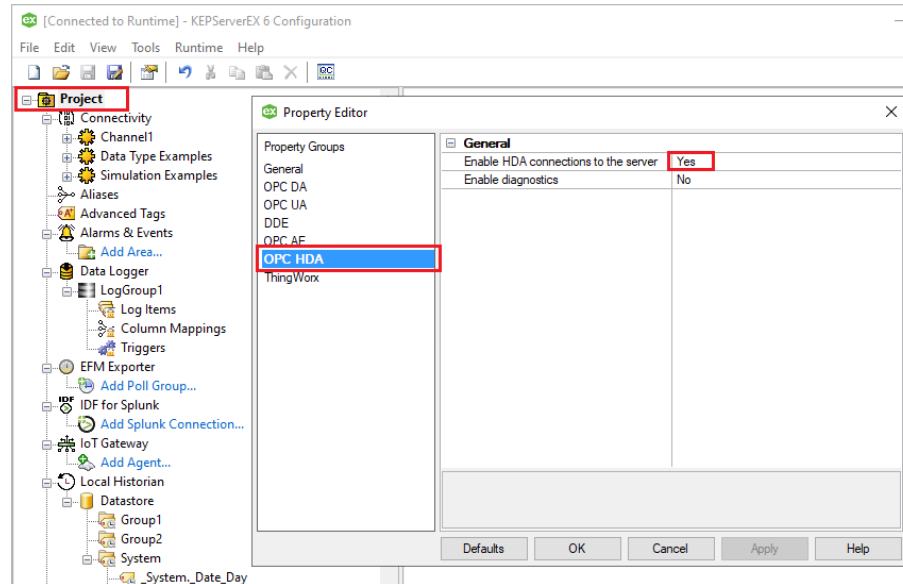 [Connected to Runtime] - KEPServerEX 6 Configuration
File Edit View Tools Runtime Help
Project
Connectivity
Channel1
Data Type Examples
Simulation Examples
Aliases
Advanced Tags
Alarms & Events
Add Area...
Data Logger
LogGroup1
Log Items
Column Mappings
Triggers
EFM Exporter
Add Poll Group...
IDF for Splunk
Add Splunk Connection...
IoT Gateway
Add Agent...
Local Historian
Datastore
Group1
Group2
System
_System._Date_Day
Property Editor
Property Groups
General
OPC DA
OPC UA
DDE
OPC AE
OPC HDA
ThingWorx
General
Enable HDA connections to the server Yes
Enable diagnostics No
Defaults OK Cancel Apply Help